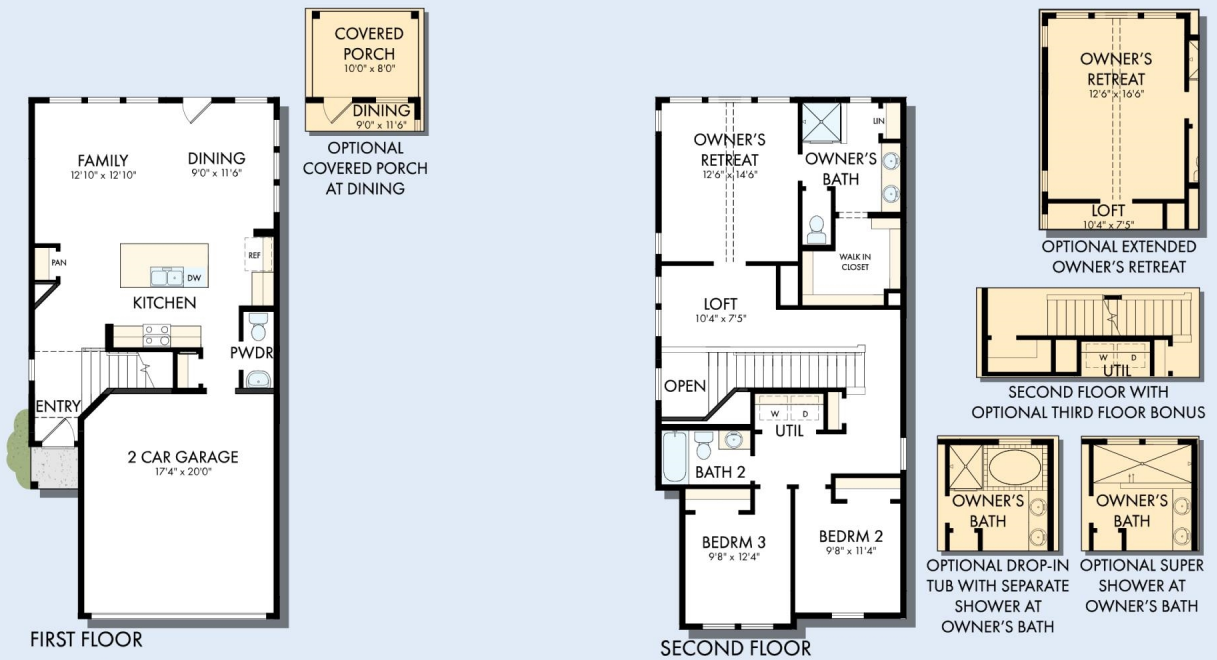 COVERED
PORCH
10'0" x 8'0"
DINING
9'0" x 11'6"
OPTIONAL
COVERED PORCH
AT DINING
FAMILY
12'10" x 12'10"
DINING
9'0" x 11'6"
PAN
REF
DW
KITCHEN
PWDR
ENTRY
2 CAR GARAGE
17'4" x 20'0"
FIRST FLOOR
OWNER'S
RETREAT
12'6" x 14'6"
LIN
OWNER'S
BATH
WALK IN
CLOSET
LOFT
10'4" x 7'5"
OPEN
W D
UTIL
BATH 2
BEDRM 3
9'8" x 12'4"
BEDRM 2
9'8" x 11'4"
SECOND FLOOR
OWNER'S
RETREAT
12'6" x 16'6"
LOFT
10'4" x 7'5"
OPTIONAL EXTENDED
OWNER'S RETREAT
W D
UTIL
SECOND FLOOR WITH
OPTIONAL THIRD FLOOR BONUS
OWNER'S
BATH
OPTIONAL DROP-IN
TUB WITH SEPARATE
SHOWER AT
OWNER'S BATH
OWNER'S
BATH
OPTIONAL SUPER
SHOWER AT
OWNER'S BATH